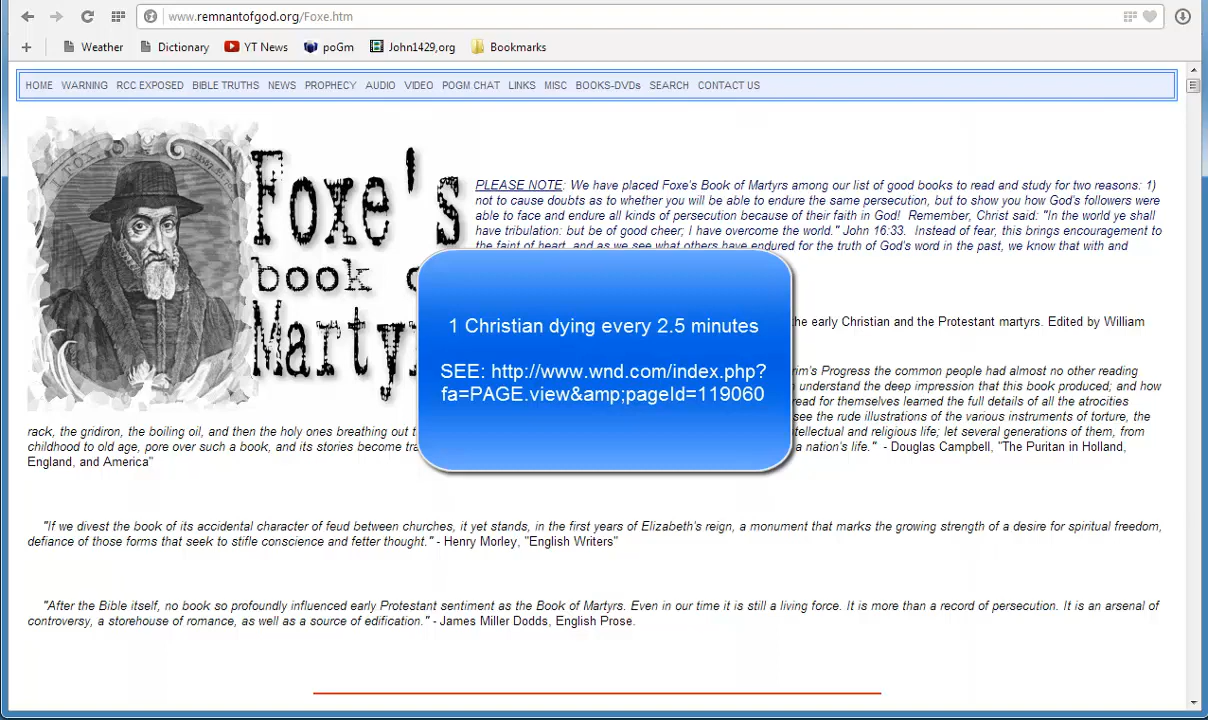 www.remnantofgod.org/Foxe.htm
Weather Dictionary YT News poGm John1429,org Bookmarks
HOME WARNING RCC EXPOSED BIBLE TRUTHS NEWS PROPHECY AUDIO VIDEO POGM CHAT LINKS MISC BOOKS-DVDs SEARCH CONTACT US
Foxe's
book
Martyr
PLEASE NOTE: We have placed Foxe's Book of Martyrs among our list of good books to read and study for two reasons: 1)
not to cause doubts as to whether you will be able to endure the same persecution, but to show you how God's followers were
able to face and endure all kinds of persecution because of their faith in God! Remember, Christ said: "In the world ye shall
have tribulation: but be of good cheer; I have overcome the world." John 16:33. Instead of fear, this brings encouragement to
the faint of heart, and as we see what others have endured for the truth of God's word in the past, we know that with and
1 Christian dying every 2.5 minutes
SEE: http://www.wnd.com/index.php?
fa=PAGE.view&amp;pageId=119060
the early Christian and the Protestant martyrs. Edited by William
Progress the common people had almost no other reading
understand the deep impression that this book produced; and how
read for themselves learned the full details of all the atrocities
see the rude illustrations of the various instruments of torture, the
rack, the gridiron, the boiling oil, and then the holy ones breathing out intellectual and religious life; let several generations of them, from
childhood to old age, pore over such a book, and its stories become a nation's life." - Douglas Campbell, "The Puritan in Holland,
England, and America"
"If we divest the book of its accidental character of feud between churches, it yet stands, in the first years of Elizabeth's reign, a monument that marks the growing strength of a desire for spiritual freedom,
defiance of those forms that seek to stifle conscience and fetter thought." - Henry Morley, "English Writers"
"After the Bible itself, no book so profoundly influenced early Protestant sentiment as the Book of Martyrs. Even in our time it is still a living force. It is more than a record of persecution. It is an arsenal of
controversy, a storehouse of romance, as well as a source of edification." - James Miller Dodds, English Prose.